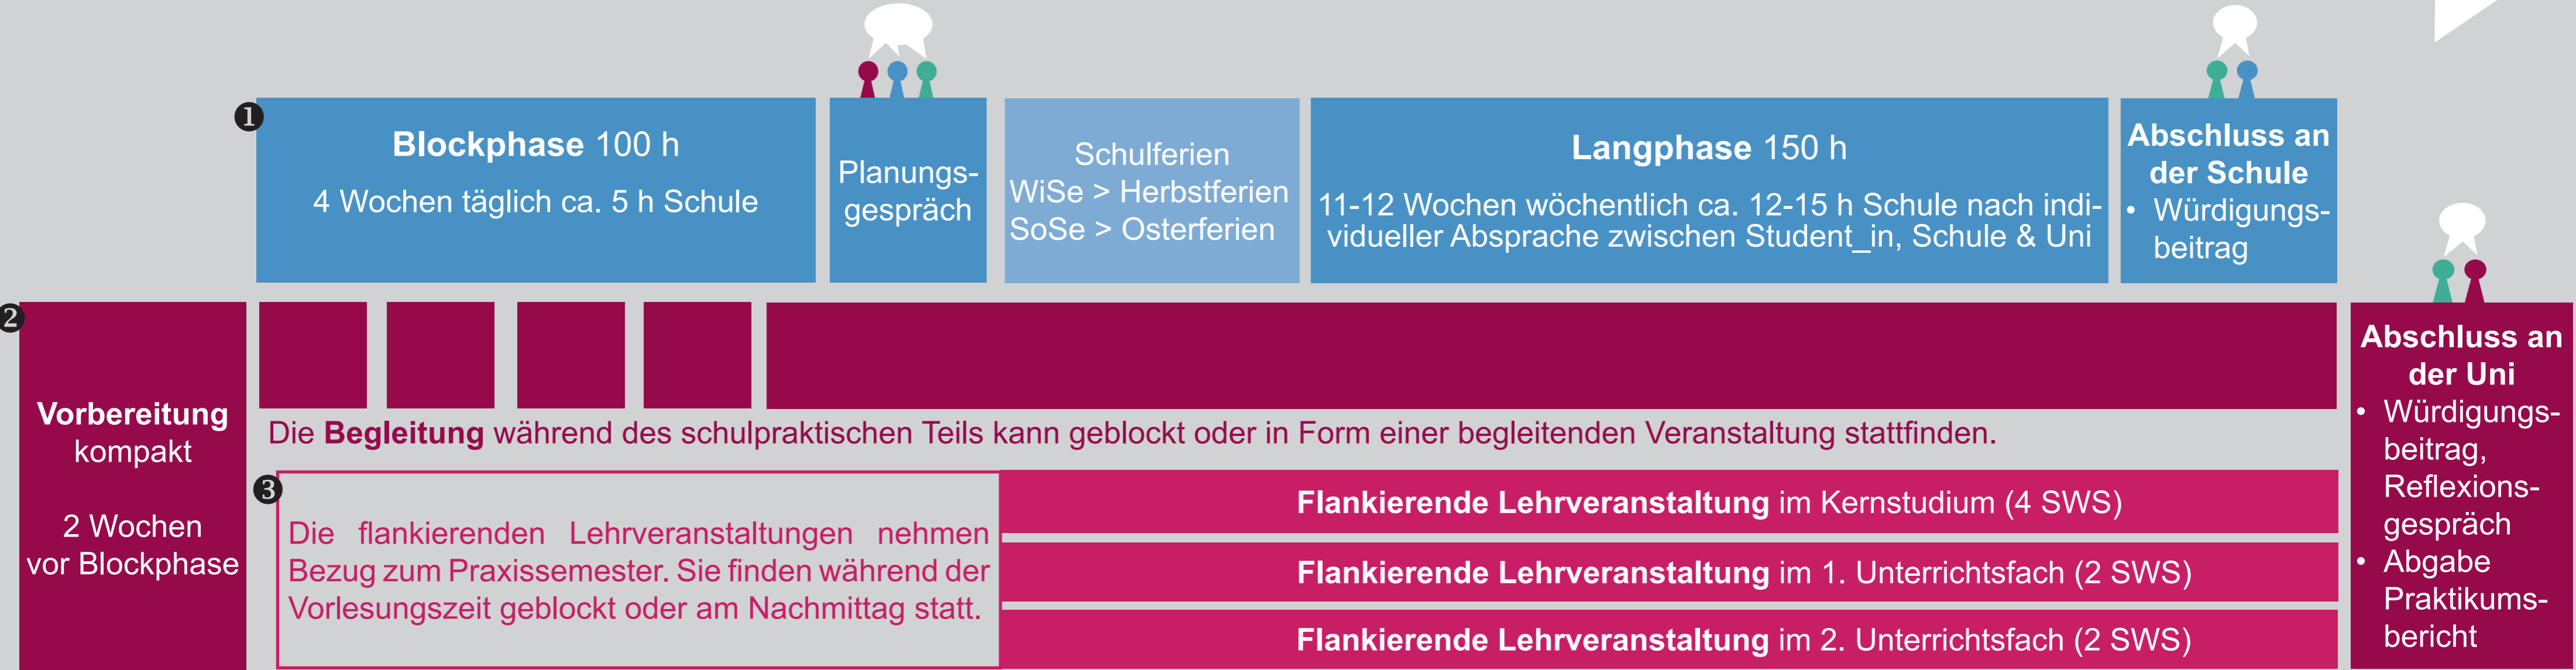 ❶
Blockphase 100 h
4 Wochen täglich ca. 5 h Schule
Planungs-
gespräch
Schulferien
WiSe > Herbstferien
SoSe > Osterferien
Langphase 150 h
11-12 Wochen wöchentlich ca. 12-15 h Schule nach indi-
vidueller Absprache zwischen Student_in, Schule & Uni
Abschluss an
der Schule
• Würdigungs-
beitrag
❷
Vorbereitung
kompakt
2 Wochen
vor Blockphase
Die Begleitung während des schulpraktischen Teils kann geblockt oder in Form einer begleitenden Veranstaltung stattfinden.
❸
Die flankierenden Lehrveranstaltungen nehmen
Bezug zum Praxissemester. Sie finden während der
Vorlesungszeit geblockt oder am Nachmittag statt.
Flankierende Lehrveranstaltung im Kernstudium (4 SWS)
Flankierende Lehrveranstaltung im 1. Unterrichtsfach (2 SWS)
Flankierende Lehrveranstaltung im 2. Unterrichtsfach (2 SWS)
Abschluss an
der Uni
• Würdigungs-
beitrag,
Reflexions-
gespräch
• Abgabe
Praktikums-
bericht